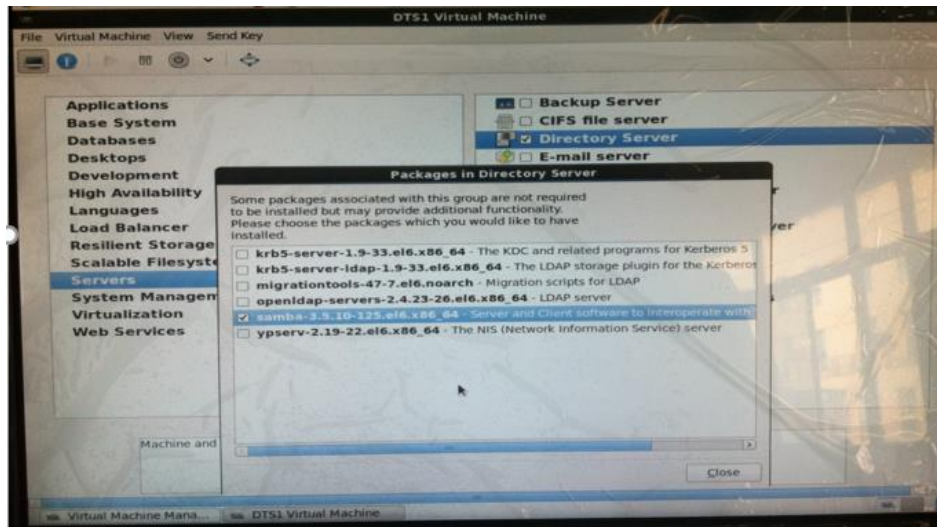 DTS1 Virtual Machine
File Virtual Machine View Send Key
Applications
Base System
Databases
Desktops
Development
High Availability
Languages
Load Balancer
Resilient Storage
Scalable Filesyste
Servers
System Managem
Virtualization
Web Services
Backup Server
CIFS file server
Directory Server
E-mail server
ver
Packages in Directory Server
Some packages associated with this group are not required
to be installed but may provide additional functionality.
Please choose the packages which you would like to have
installed.
krb5-server-1.9-33.el6.x86_64 - The KDC and related programs for Kerberos 5
krb5-server-ldap-1.9-33.el6.x86_64 - The LDAP storage plugin for the Kerberos
migrationtools-47-7.el6.noarch - Migration scripts for LDAP
openldap-servers-2.4.23-26.el6.x86_64 - LDAP server
samba-3.5.10-125.el6.x86_64 - Server and Client software to interoperate with
ypserv-2.19-22.el6.x86_64 - The NIS (Network Information Service) server
Machine and
Close
Virtual Machine Mana...
DTS1 Virtual Machine